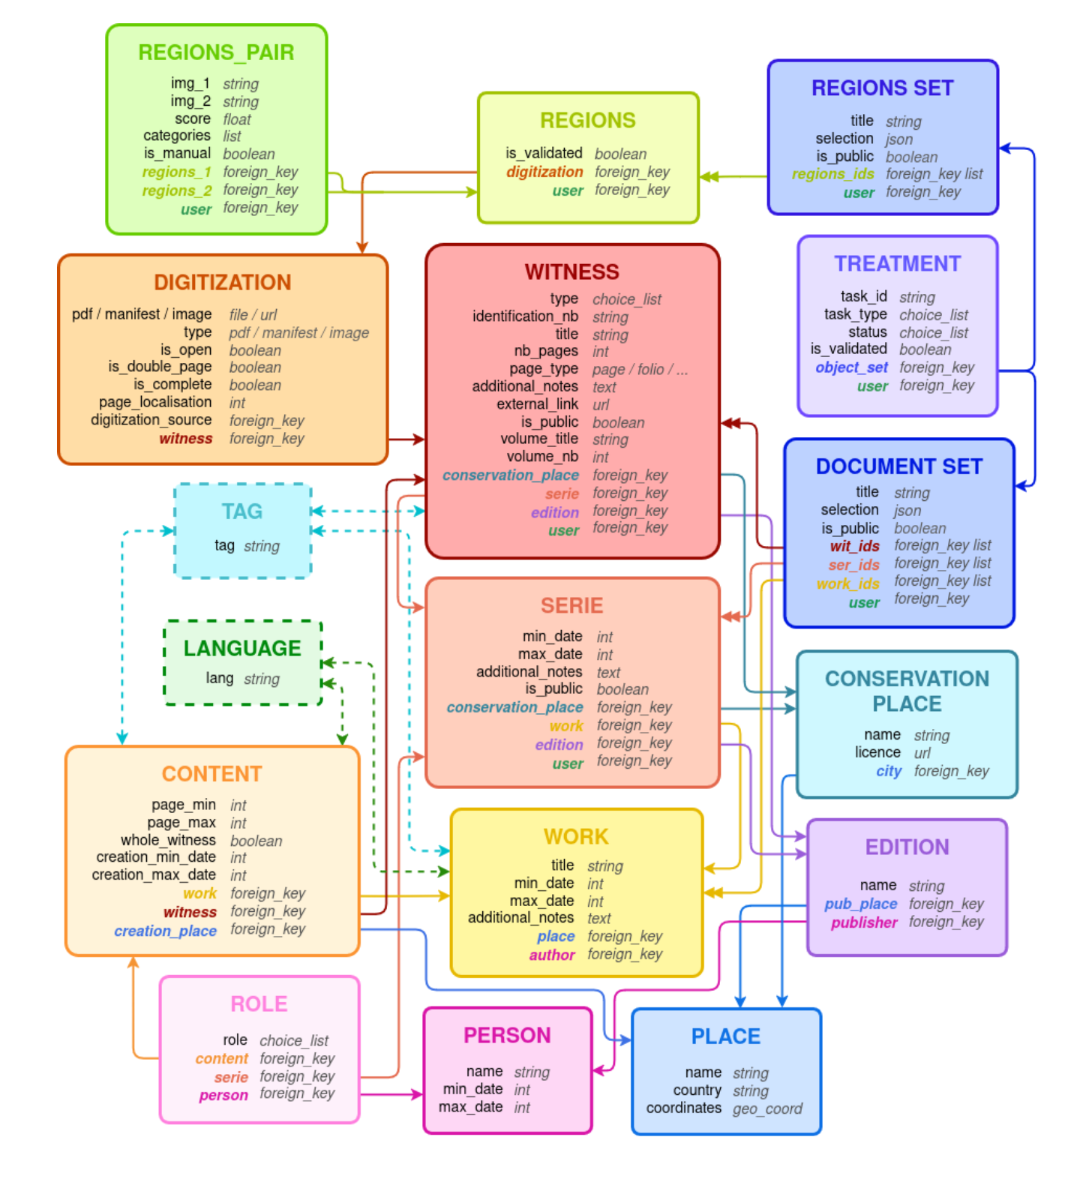 REGIONS_PAIR
img_1 string
img_2 string
score float
categories list
is_manual boolean
regions_1 foreign_key
regions_2 foreign_key
user foreign_key
REGIONS
is_validated boolean
digitization foreign_key
user foreign_key
REGIONS SET
title string
selection json
is_public boolean
regions_ids foreign_key list
user foreign_key
DIGITIZATION
pdf / manifest / image file / url
type pdf / manifest / image
is_open boolean
is_double_page boolean
is_complete boolean
page_localisation int
digitization_source foreign_key
witness foreign_key
WITNESS
type choice_list
identification_nb string
title string
nb_pages int
page_type page / folio / ...
additional_notes text
external_link url
is_public boolean
volume_title string
volume_nb int
conservation_place foreign_key
serie foreign_key
edition foreign_key
user foreign_key
TREATMENT
task_id string
task_type choice_list
status choice_list
is_validated boolean
object_set foreign_key
user foreign_key
DOCUMENT SET
title string
selection json
is_public boolean
wit_ids foreign_key list
ser_ids foreign_key list
work_ids foreign_key list
user foreign_key
TAG
tag string
LANGUAGE
lang string
SERIE
min_date int
max_date int
additional_notes text
is_public boolean
conservation_place foreign_key
work foreign_key
edition foreign_key
user foreign_key
CONSERVATION
PLACE
name string
licence url
city foreign_key
CONTENT
page_min int
page_max int
whole_witness boolean
creation_min_date int
creation_max_date int
work foreign_key
witness foreign_key
creation_place foreign_key
WORK
title string
min_date int
max_date int
additional_notes text
place foreign_key
author foreign_key
EDITION
name string
pub_place foreign_key
publisher foreign_key
ROLE
role choice_list
content foreign_key
serie foreign_key
person foreign_key
PERSON
name string
min_date int
max_date int
PLACE
name string
country string
coordinates geo_coord